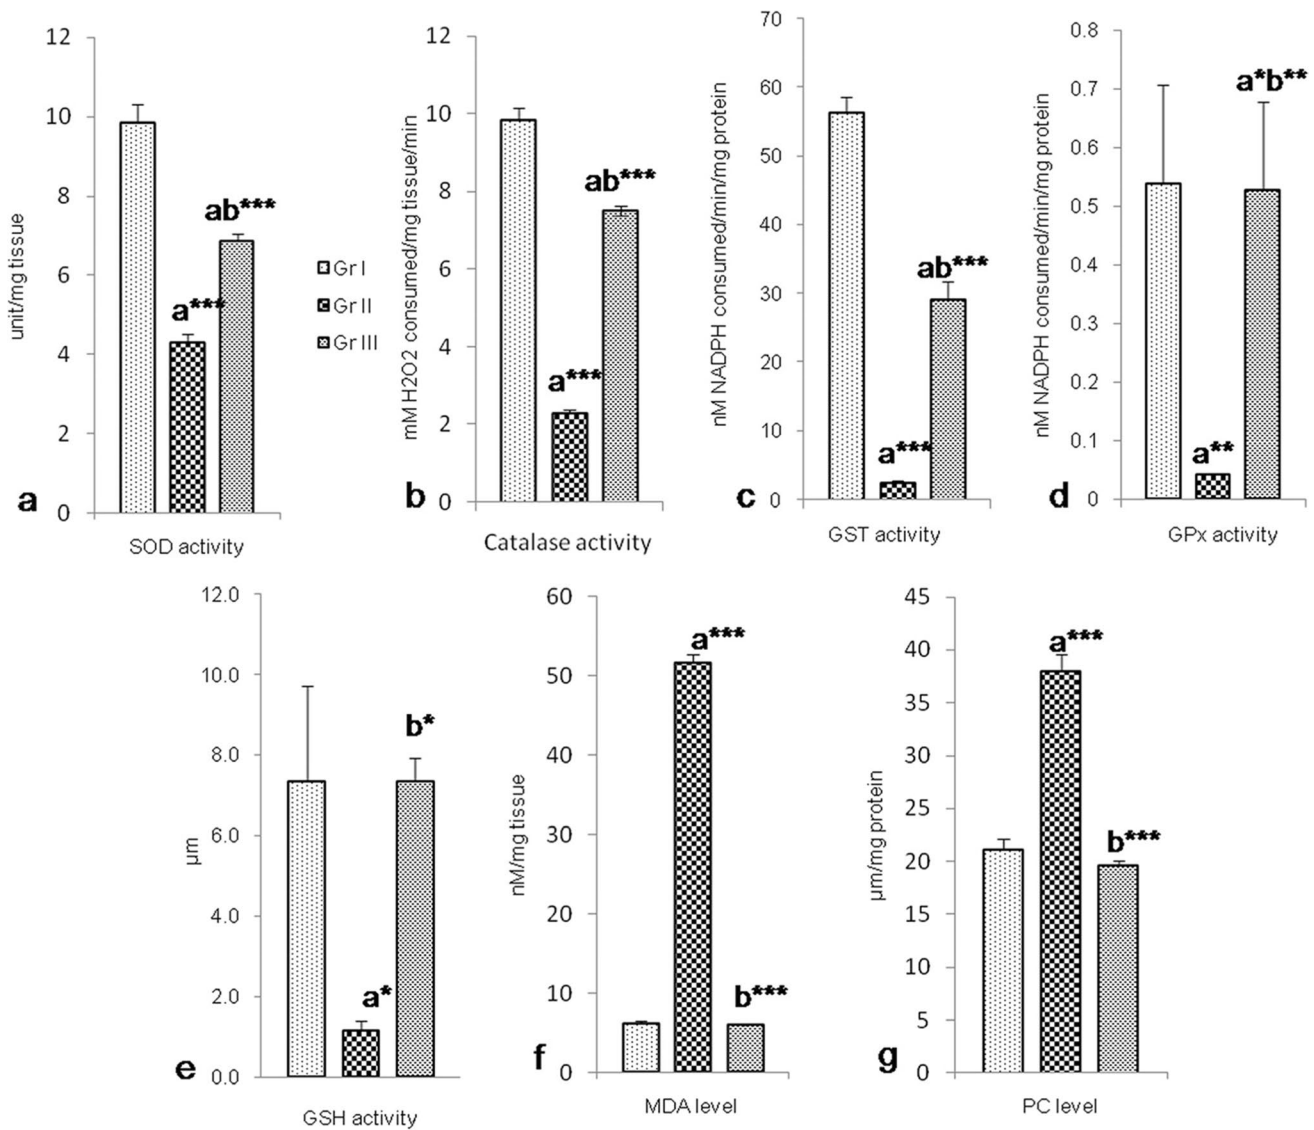 12
10
8
6
4
2
0
unit/mg tissue
a***
ab***
a
SOD activity
Gr I
Gr II
Gr III
12
10
8
6
4
2
0
mM H2O2 consumed/mg tissue/min
a***
ab***
b
Catalase activity
70
60
50
40
30
20
10
0
nM NADPH consumed/min/mg protein
a***
ab***
c
GST activity
0.8
0.7
0.6
0.5
0.4
0.3
0.2
0.1
0
nM NADPH consumed/min/mg protein
a**
a*b**
d
GPx activity
12.0
10.0
8.0
6.0
4.0
2.0
0.0
µm
a*
b*
e
GSH activity
60
50
40
30
20
10
0
nM/mg tissue
a***
b***
f
MDA level
45
40
35
30
25
20
15
10
5
0
µm/mg protein
a***
b***
g
PC level